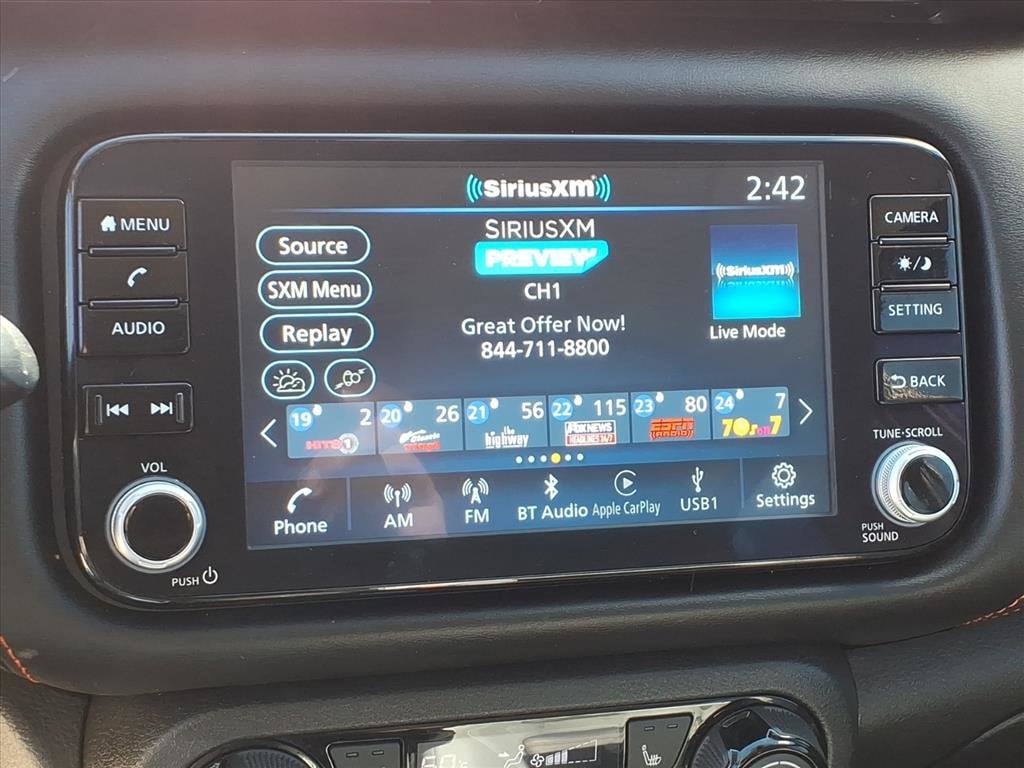 SiriusXM
2:42
MENU
AUDIO
VOL
PUSH
Source
SXM Menu
Replay
SIRIUSXM
PREVIEW
CH1
Great Offer Now!
844-711-8800
SiriusXM
Live Mode
19 2
HITS 1
20 26
Classic
21 56
the highway
22 115
FOX NEWS
HEADLINES 24/7
23 80
ESPN
RADIO
24 7
70s on 7
Phone
AM
FM
BT Audio
Apple CarPlay
USB1
Settings
CAMERA
SETTING
BACK
TUNE·SCROLL
PUSH
SOUND